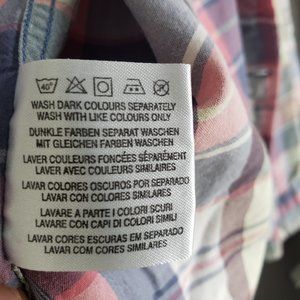 40°
WASH DARK COLOURS SEPARATELY
WASH WITH LIKE COLOURS ONLY
DUNKLE FARBEN SEPARAT WASCHEN
MIT GLEICHEN FARBEN WASCHEN
LAVER COULEURS FONCÉES SÉPARÉMENT
LAVER AVEC COULEURS SIMILAIRES
LAVAR COLORES OSCUROS POR SEPARADO
LAVAR CON COLORES SIMILARES
LAVARE A PARTE I COLORI SCURI
LAVARE CON CAPI DI COLORI SIMILI
LAVAR CORES ESCURAS EM SEPARADO
LAVAR COM CORES SIMILARES